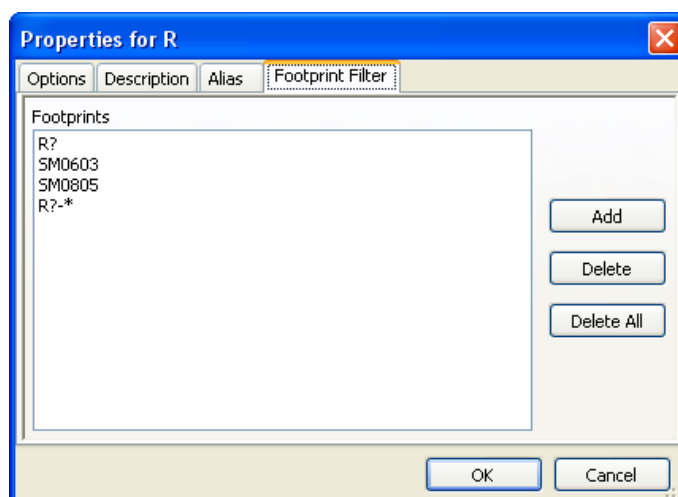 Properties for R
Options Description Alias Footprint Filter
Footprints
R?
SM0603
SM0805
R?-*
Add
Delete
Delete All
OK Cancel